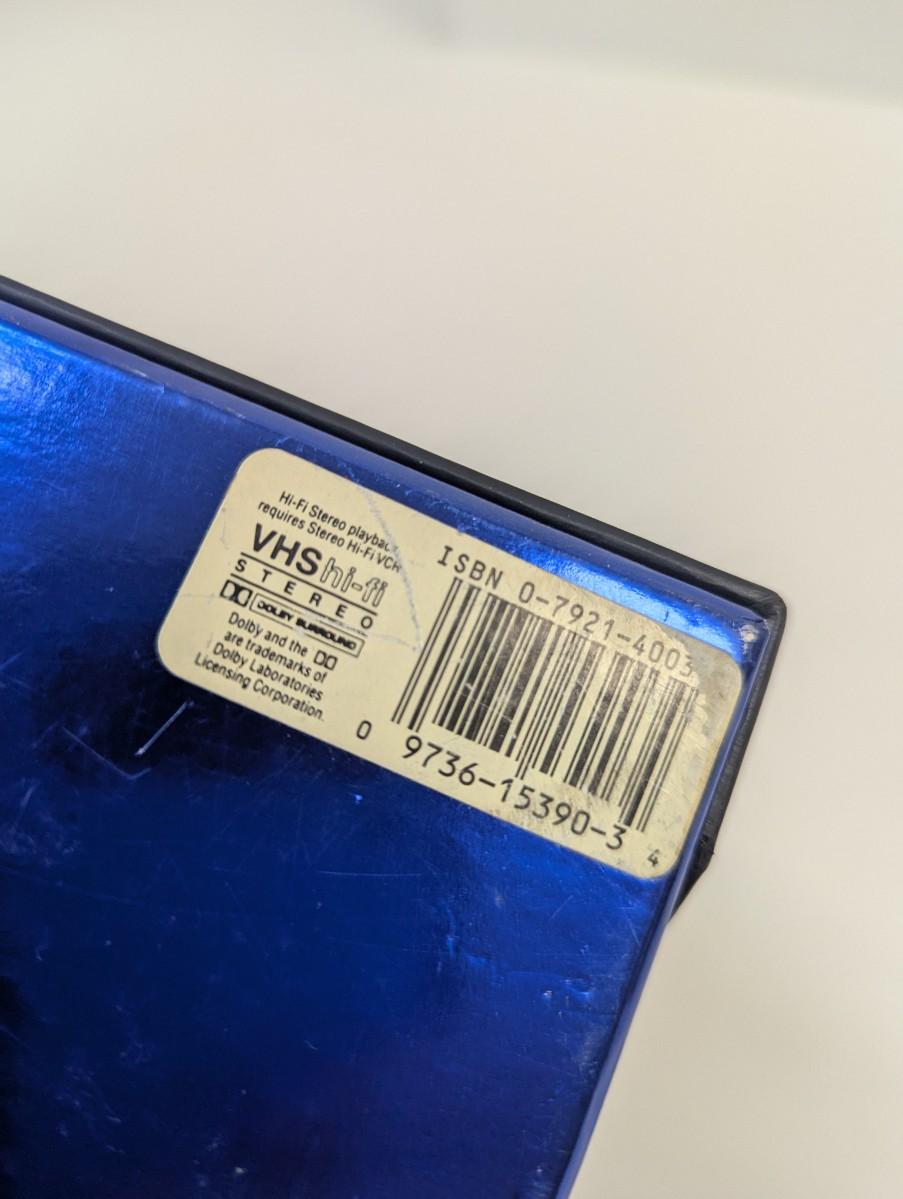 Hi-Fi Stereo playback
requires Stereo Hi-Fi VCR
VHS hi-fi
STEREO
DOLBY SURROUND
Dolby and the
are trademarks of
Dolby Laboratories
Licensing Corporation.
ISBN 0-7921-4003
0 9736-15390-3 4